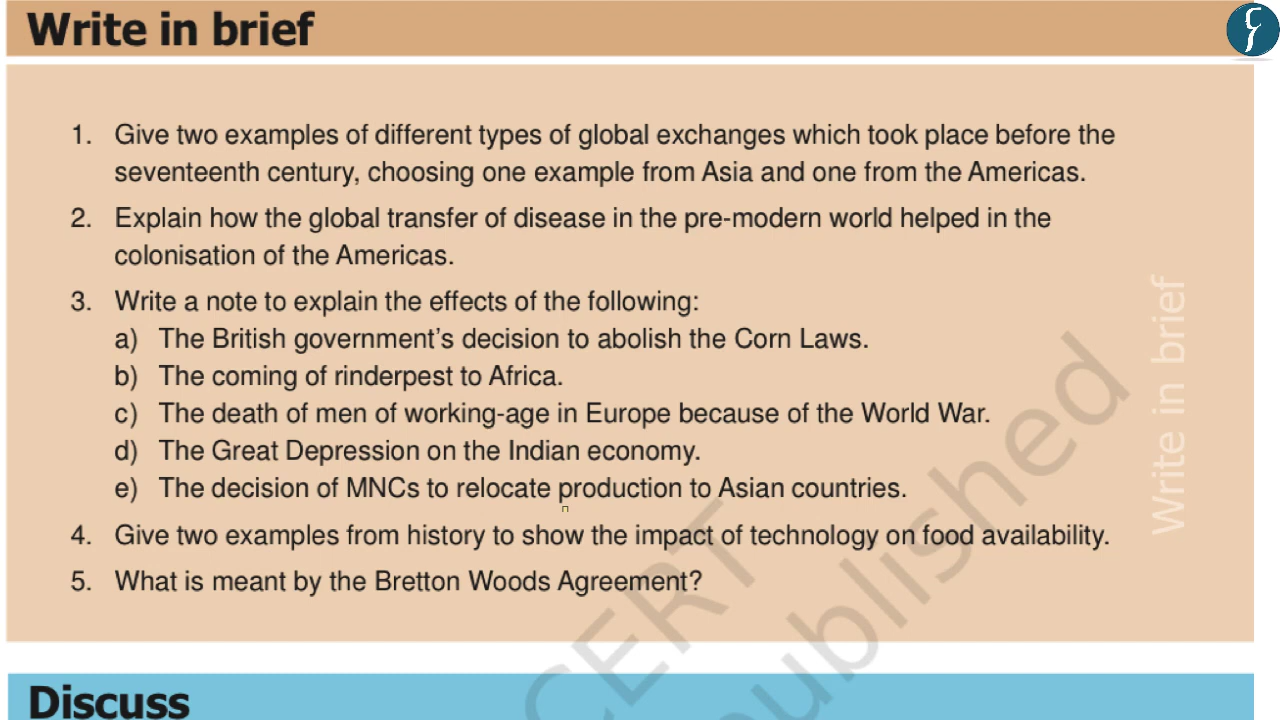 Write in brief
1. Give two examples of different types of global exchanges which took place before the
seventeenth century, choosing one example from Asia and one from the Americas.
2. Explain how the global transfer of disease in the pre-modern world helped in the
colonisation of the Americas.
3. Write a note to explain the effects of the following:
a) The British government’s decision to abolish the Corn Laws.
b) The coming of rinderpest to Africa.
c) The death of men of working-age in Europe because of the World War.
d) The Great Depression on the Indian economy.
e) The decision of MNCs to relocate production to Asian countries.
4. Give two examples from history to show the impact of technology on food availability.
5. What is meant by the Bretton Woods Agreement?
Write in brief
CERT
ublished
Discuss